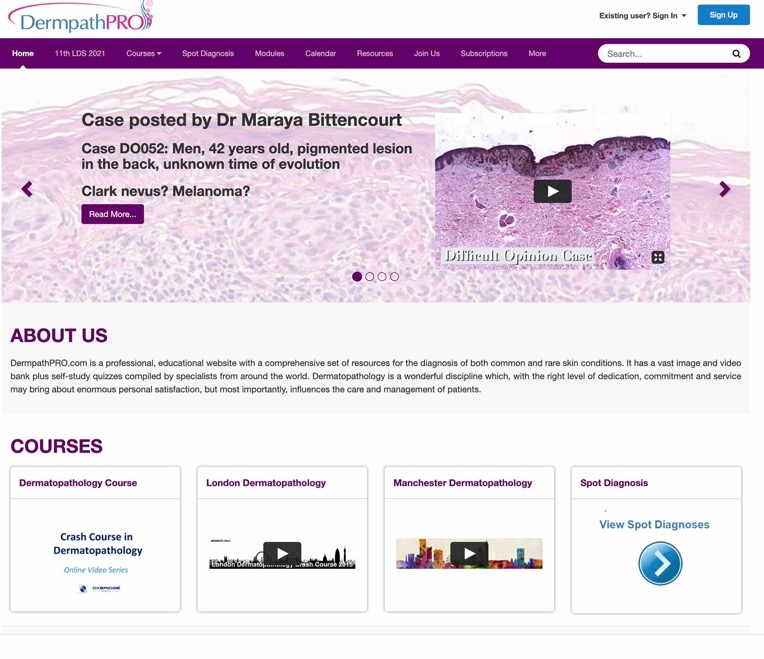 DermpathPRO
Existing user? Sign In
Sign Up
Home 11th LDS 2021 Courses Spot Diagnosis Modules Calendar Resources Join Us Subscriptions More
Search...
Case posted by Dr Maraya Bittencourt
Case DO052: Men, 42 years old, pigmented lesion
in the back, unknown time of evolution
Clark nevus? Melanoma?
Read More...
Difficult Opinion Case
ABOUT US
DermpathPRO.com is a professional, educational website with a comprehensive set of resources for the diagnosis of both common and rare skin conditions. It has a vast image and video
bank plus self-study quizzes compiled by specialists from around the world. Dermatopathology is a wonderful discipline which, with the right level of dedication, commitment and service
may bring about enormous personal satisfaction, but most importantly, influences the care and management of patients.
COURSES
Dermatopathology Course
Crash Course in
Dermatopathology
Online Video Series
London Dermatopathology
MEMBERS ONLY
London Dermatopathology Crash Course 2019
Manchester Dermatopathology
Spot Diagnosis
View Spot Diagnoses